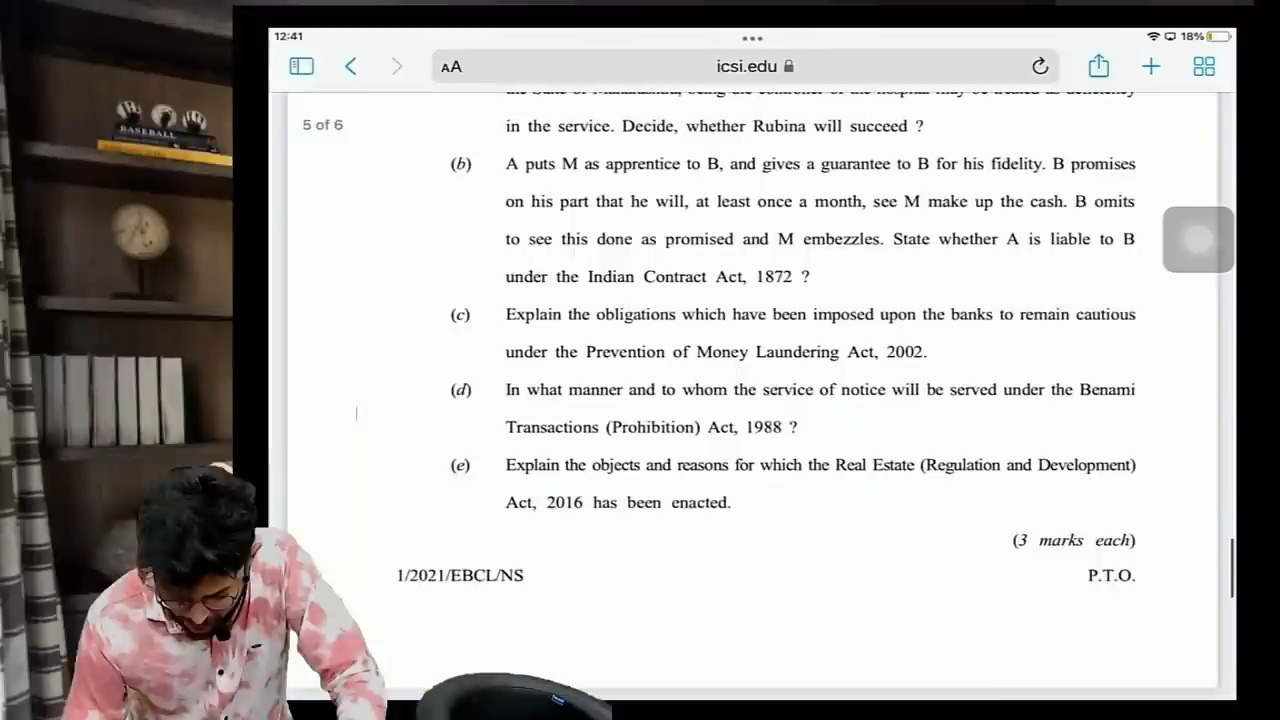 12:41
18%
AA
icsi.edu
BASEBALL
5 of 6
in the service. Decide, whether Rubina will succeed ?
(b) A puts M as apprentice to B, and gives a guarantee to B for his fidelity. B promises
on his part that he will, at least once a month, see M make up the cash. B omits
to see this done as promised and M embezzles. State whether A is liable to B
under the Indian Contract Act, 1872 ?
(c) Explain the obligations which have been imposed upon the banks to remain cautious
under the Prevention of Money Laundering Act, 2002.
(d) In what manner and to whom the service of notice will be served under the Benami
Transactions (Prohibition) Act, 1988 ?
(e) Explain the objects and reasons for which the Real Estate (Regulation and Development)
Act, 2016 has been enacted.
(3 marks each)
1/2021/EBCL/NS P.T.O.